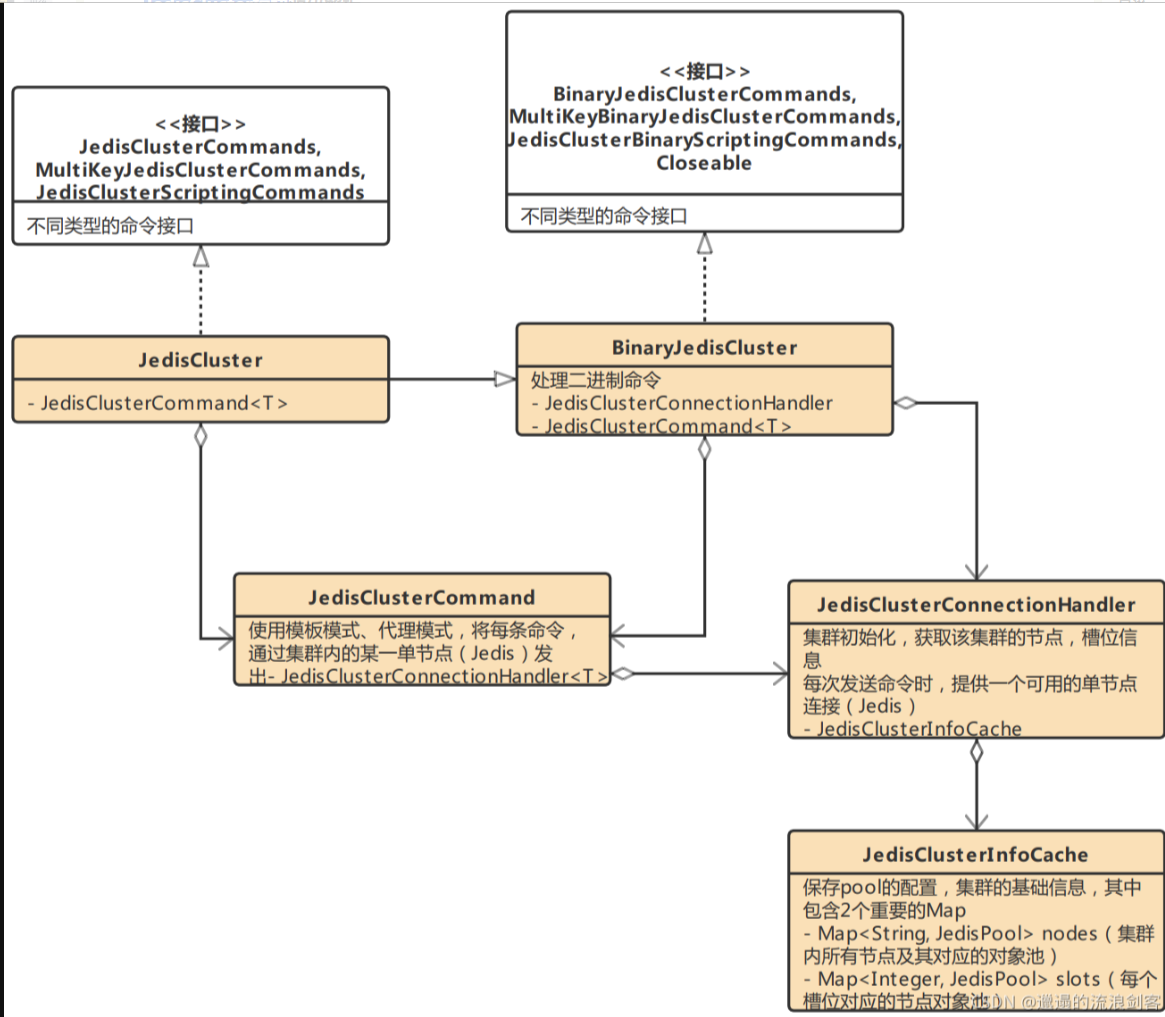 <<接口>>
JedisClusterCommands,
MultiKeyJedisClusterCommands,
JedisClusterScriptingCommands
不同类型的命令接口
<<接口>>
BinaryJedisClusterCommands,
MultiKeyBinaryJedisClusterCommands,
JedisClusterBinaryScriptingCommands,
Closeable
不同类型的命令接口
JedisCluster
- JedisClusterCommand<T>
BinaryJedisCluster
处理二进制命令
- JedisClusterConnectionHandler
- JedisClusterCommand<T>
JedisClusterCommand
使用模板模式、代理模式，将每条命令，
通过集群内的某一单节点（Jedis）发
出- JedisClusterConnectionHandler<T>
JedisClusterConnectionHandler
集群初始化，获取该集群的节点，槽位信
息
每次发送命令时，提供一个可用的单节点
连接（Jedis）
- JedisClusterInfoCache
JedisClusterInfoCache
保存pool的配置，集群的基础信息，其中
包含2个重要的Map
- Map<String, JedisPool> nodes（集群
内所有节点及其对应的对象池）
- Map<Integer, JedisPool> slots（每个
槽位对应的节点对象池）
CSDN @邋遢的流浪剑客